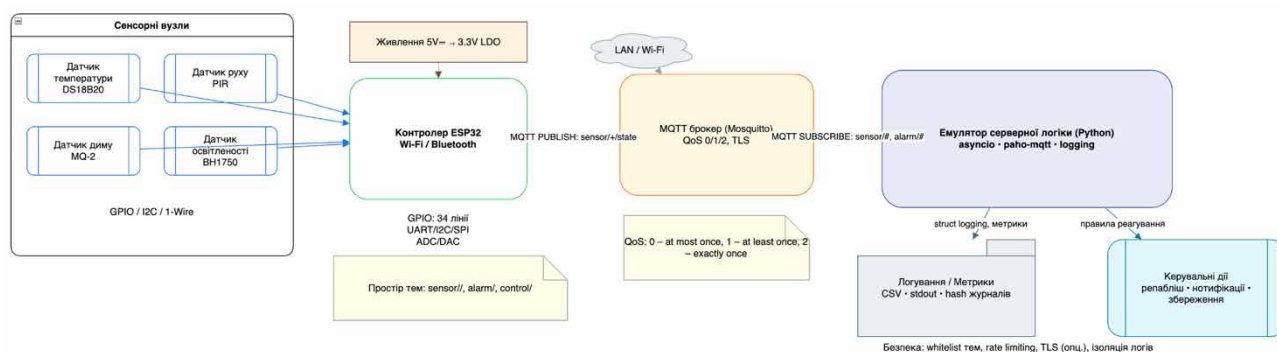 Сенсорні вузли
Датчик
температури
DS18B20
Датчик руху
PIR
Датчик диму
MQ-2
Датчик
освітленості
BH1750
GPIO / I2C / 1-Wire
Живлення 5V⎓ → 3.3V LDO
Контролер ESP32
Wi-Fi / Bluetooth
GPIO: 34 лінії
UART/I2C/SPI
ADC/DAC
Простір тем: sensor//, alarm/, control/
MQTT PUBLISH: sensor/+/state
LAN / Wi-Fi
MQTT брокер (Mosquitto)
QoS 0/1/2, TLS
QoS: 0 – at most once, 1 – at least once, 2
– exactly once
MQTT SUBSCRIBE: sensor/#, alarm/#
Емулятор серверної логіки (Python)
asyncio • paho-mqtt • logging
struct logging, метрики
правила реагування
Логування / Метрики
CSV • stdout • hash журналів
Керувальні дії
репабліш • нотифікації •
збереження
Безпека: whitelist тем, rate limiting, TLS (опц.), ізоляція логів